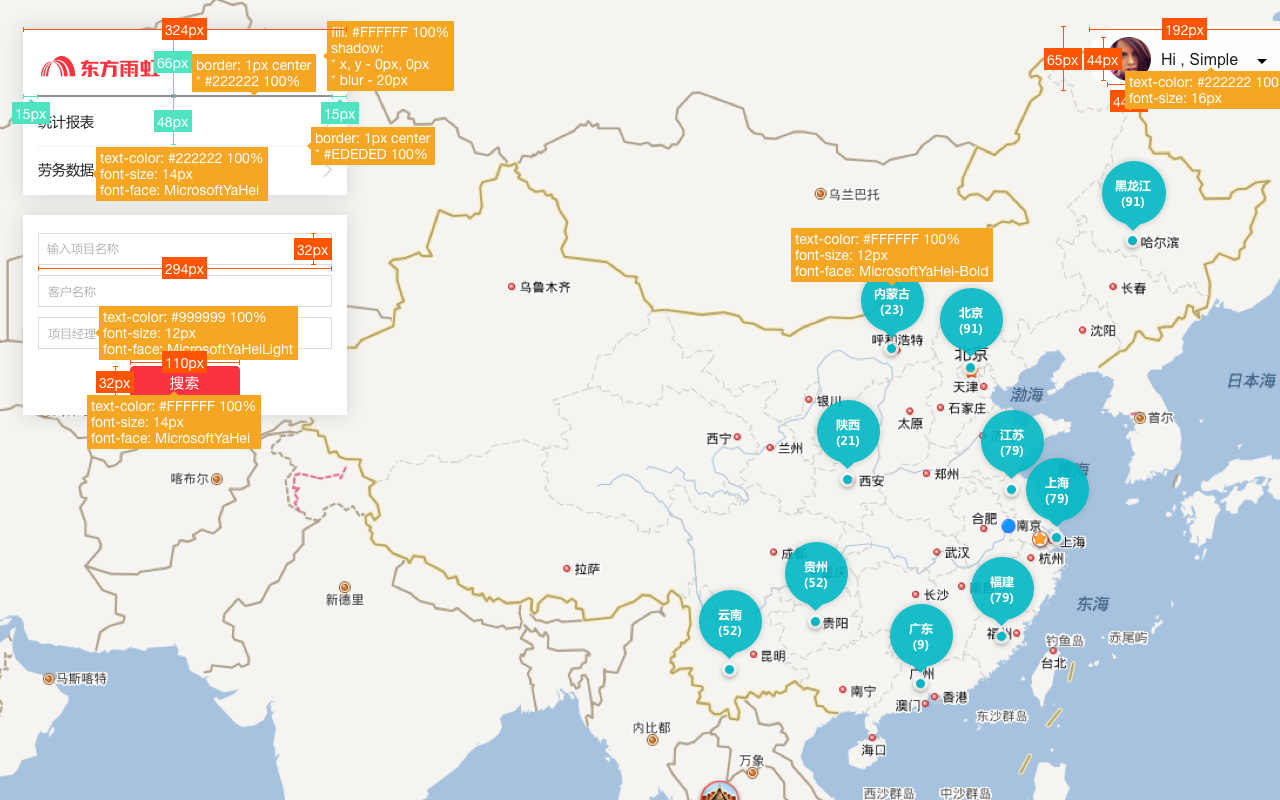 324px
192px
fill: #FFFFFF 100%
shadow:
* x, y - 0px, 0px
* blur - 20px
东方雨虹
66px
border: 1px center
* #222222 100%
65px
44px
Hi , Simple
text-color: #222222 100
font-size: 16px
15px
15px
统计报表
48px
border: 1px center
* #EDEDED 100%
劳务数据
text-color: #222222 100%
font-size: 14px
font-face: MicrosoftYaHei
乌兰巴托
黑龙江
(91)
哈尔滨
输入项目名称
32px
294px
客户名称
text-color: #FFFFFF 100%
font-size: 12px
font-face: MicrosoftYaHei-Bold
乌鲁木齐
内蒙古
(23)
长春
北京
(91)
沈阳
项目经理
text-color: #999999 100%
font-size: 12px
font-face: MicrosoftYaHeiLight
呼和浩特
北京
110px
32px
搜索
天津
渤海
日本海
text-color: #FFFFFF 100%
font-size: 14px
font-face: MicrosoftYaHei
银川
石家庄
太原
首尔
陕西
(21)
江苏
(79)
西宁
兰州
喀布尔
郑州
西安
上海
(79)
合肥
南京
上海
成都
武汉
杭州
拉萨
贵州
(52)
福建
(79)
新德里
长沙
东海
云南
(52)
贵阳
广东
(9)
福州
钓鱼岛
赤尾屿
昆明
台北
广州
马斯喀特
南宁
澳门
香港
东沙群岛
内比都
海口
万象
西沙群岛
中沙群岛